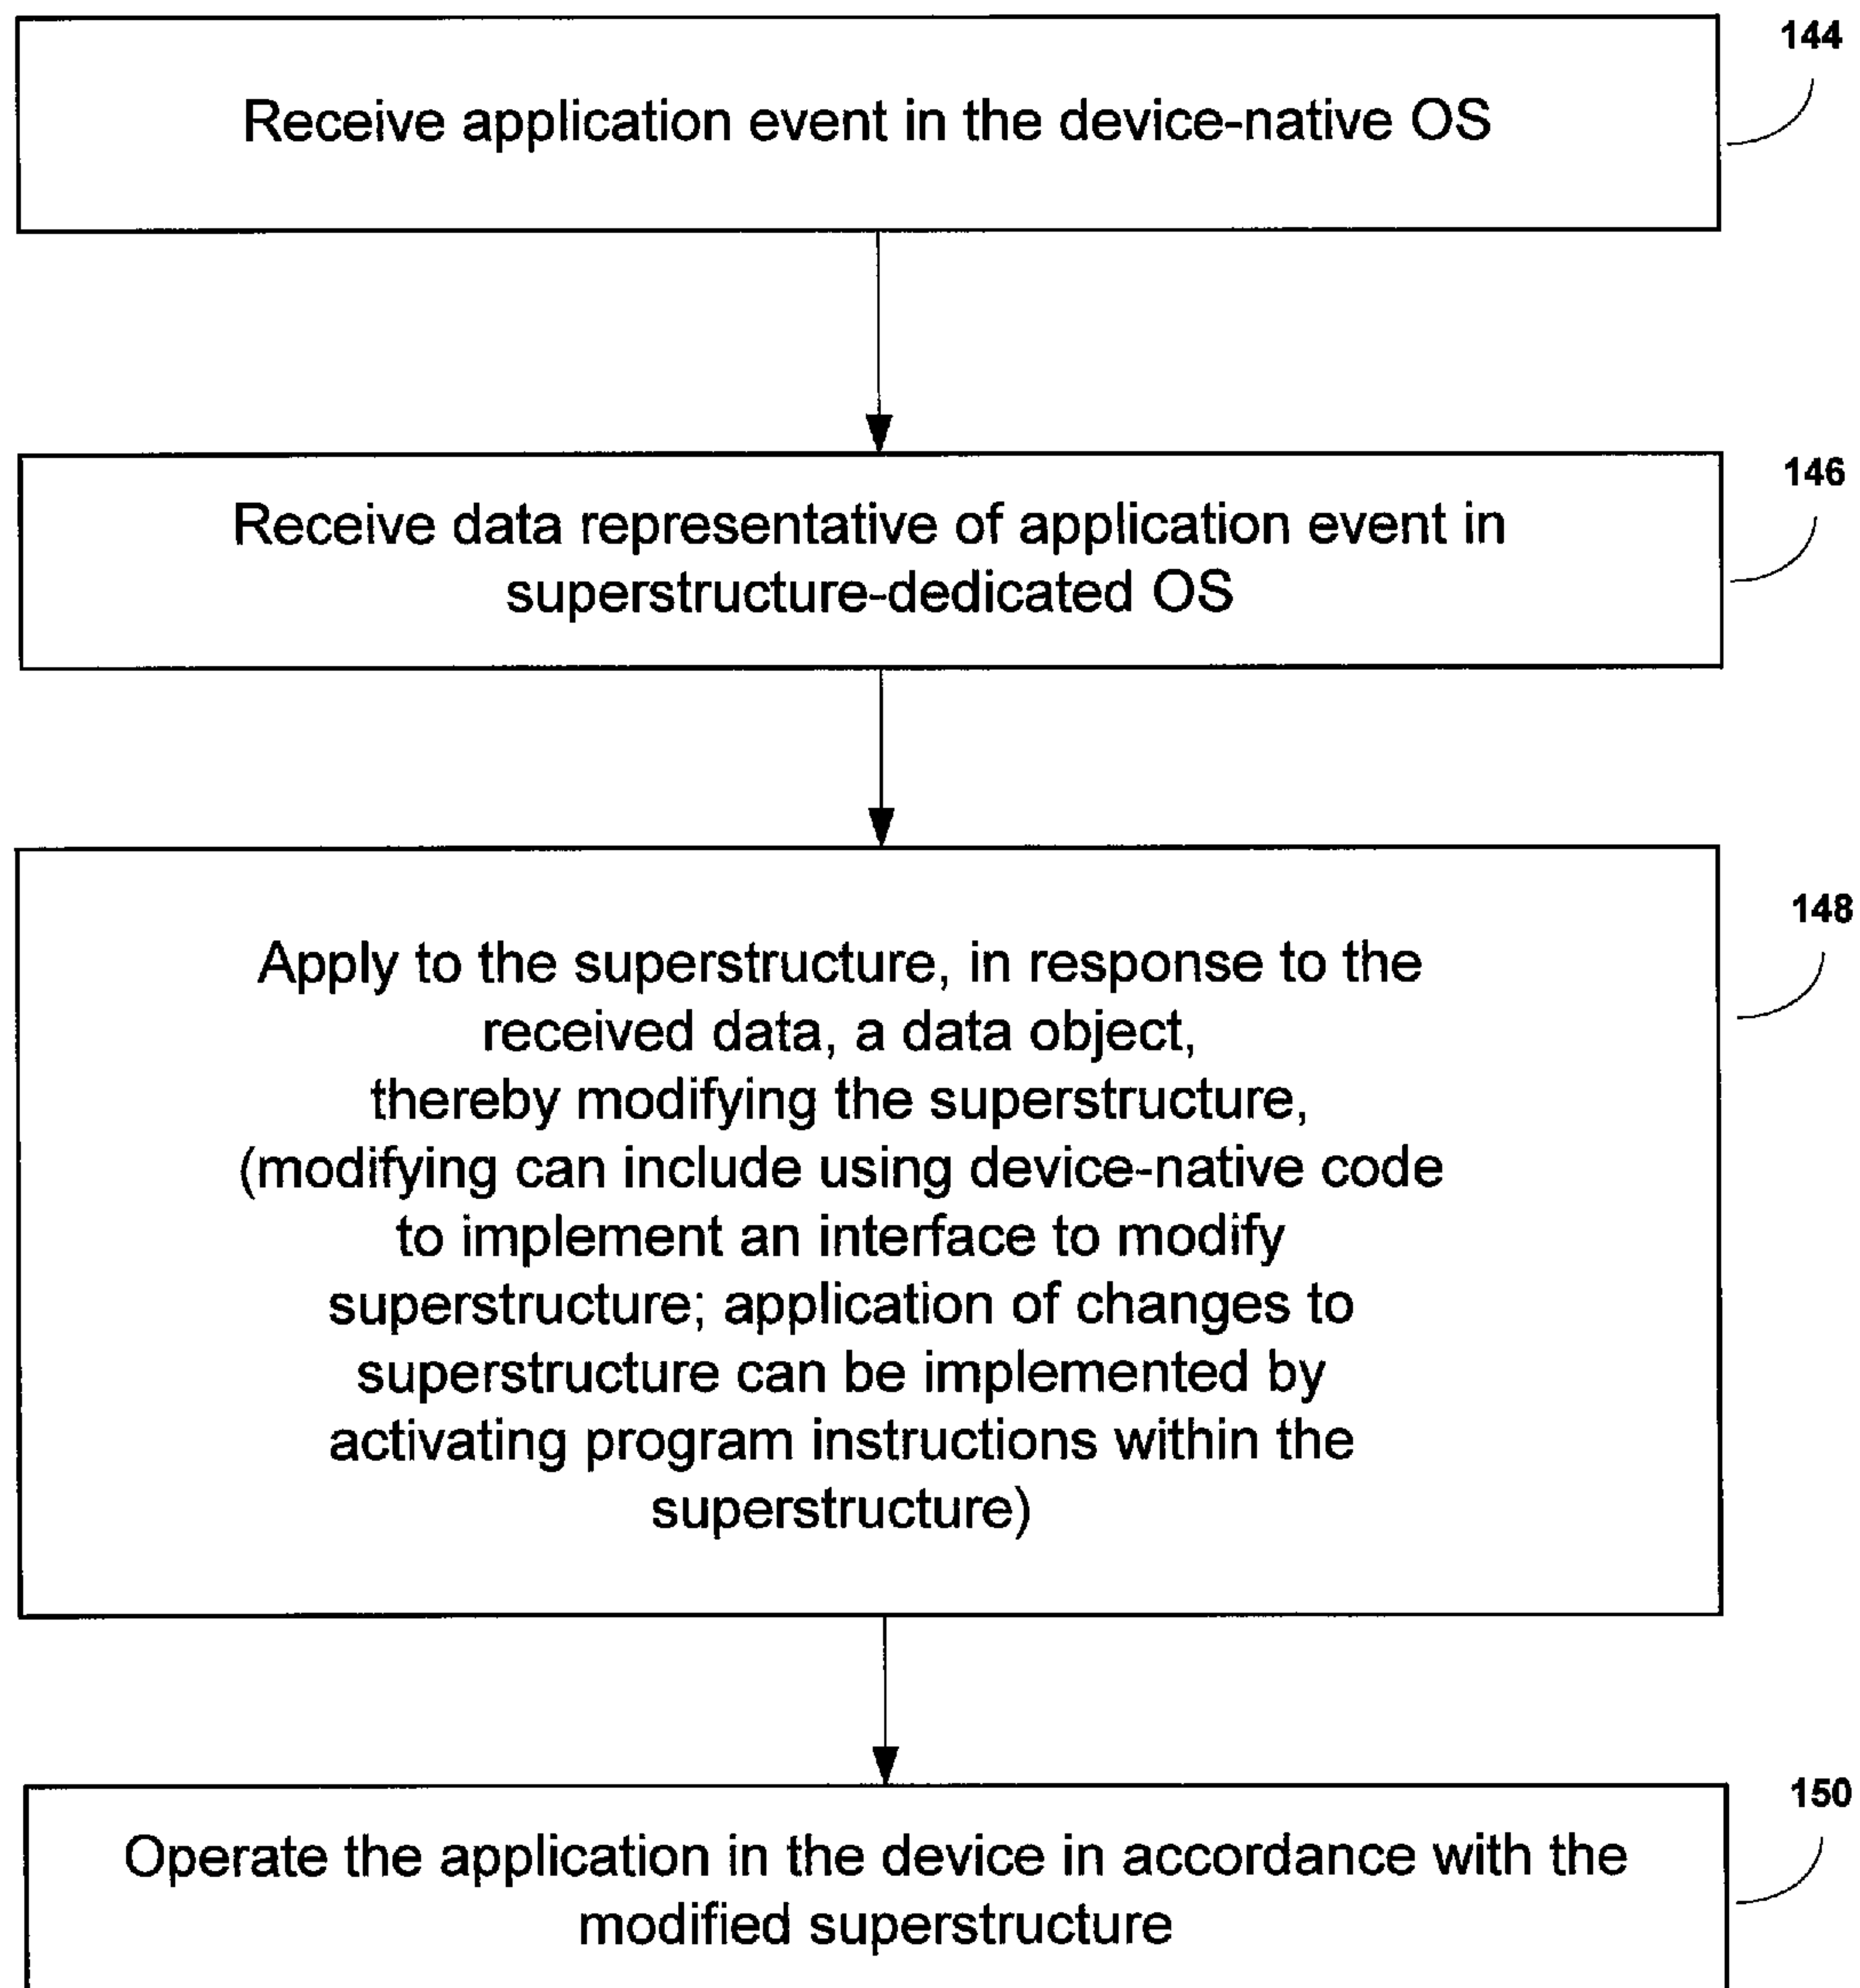 144
Receive application event in the device-native OS
146
Receive data representative of application event in
superstructure-dedicated OS
148
Apply to the superstructure, in response to the
received data, a data object,
thereby modifying the superstructure,
(modifying can include using device-native code
to implement an interface to modify
superstructure; application of changes to
superstructure can be implemented by
activating program instructions within the
superstructure)
150
Operate the application in the device in accordance with the
modified superstructure